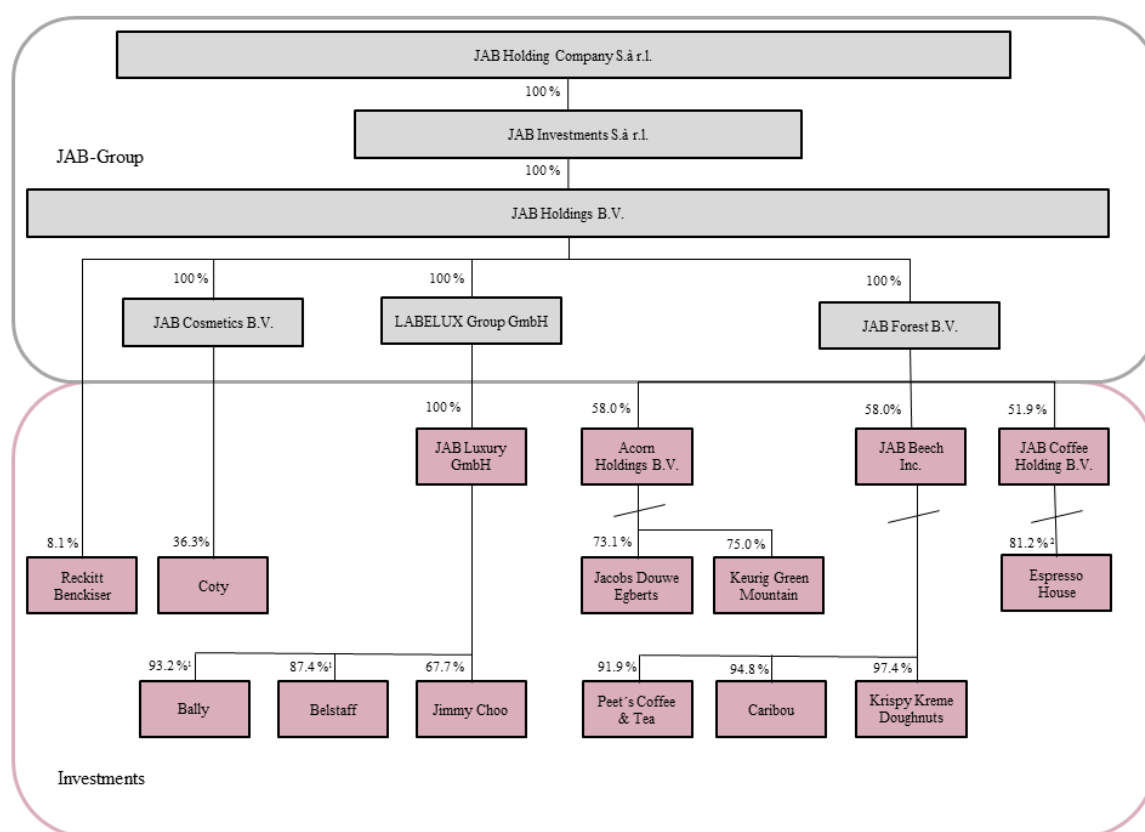 JAB Holding Company S.à r.l.
100 %
JAB Investments S.à r.l.
JAB-Group
100 %
JAB Holdings B.V.
100 %
100 %
100 %
JAB Cosmetics B.V.
LABELUX Group GmbH
JAB Forest B.V.
100 %
58.0 %
58.0%
51.9 %
JAB Luxury
GmbH
Acorn
Holdings B.V.
JAB Beech
Inc.
JAB Coffee
Holding B.V.
8.1 %
36.3%
73.1 %
75.0 %
81.2 %²
Reckitt
Benckiser
Coty
Jacobs Douwe
Egberts
Keurig Green
Mountain
Espresso
House
93.2 %¹
87.4 %¹
67.7 %
91.9 %
94.8 %
97.4 %
Bally
Belstaff
Jimmy Choo
Peet´s Coffee
& Tea
Caribou
Krispy Kreme
Doughnuts
Investments